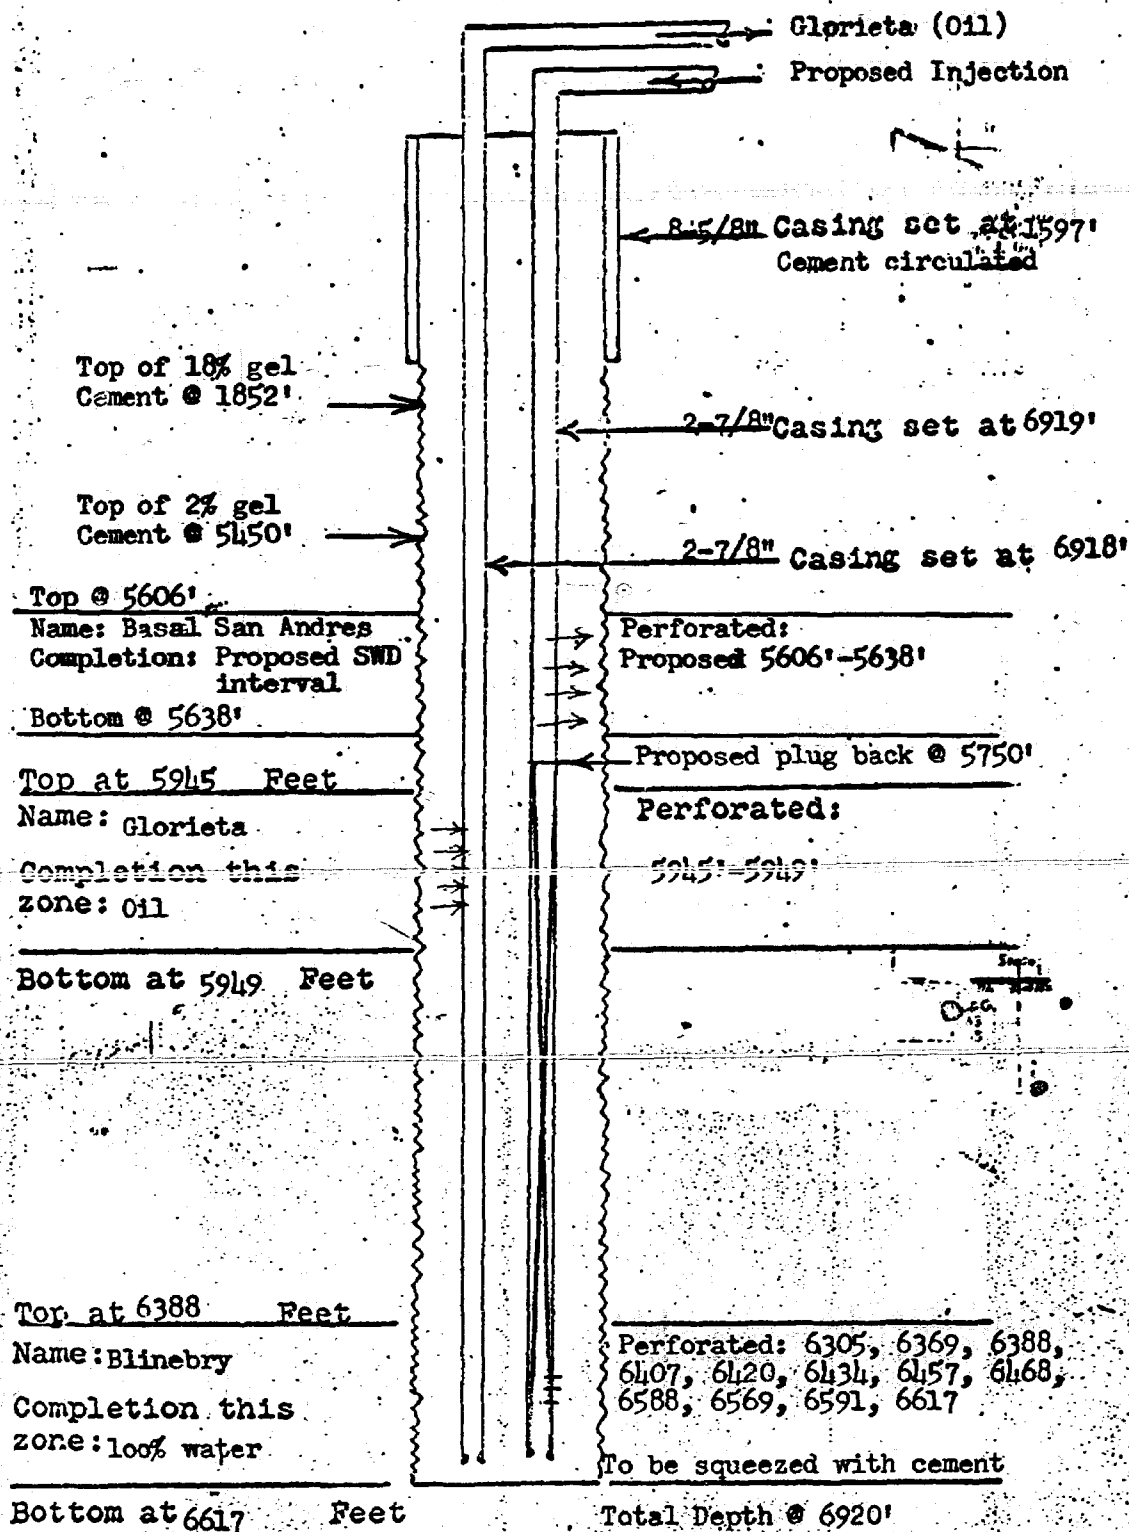 Glorieta (Oil)
Proposed Injection
8-5/8" Casing set at 1597'
Cement circulated
Top of 18% gel
Cement @ 1852'
2-7/8" Casing set at 6919'
Top of 2% gel
Cement @ 5450'
2-7/8" Casing set at 6918'
Top @ 5606'
Name: Basal San Andres
Completion: Proposed SWD
interval
Bottom @ 5638'
Perforated:
Proposed 5606'-5638'
Proposed plug back @ 5750'
Top at 5945 Feet
Name: Glorieta
Completion this
zone: Oil
Bottom at 5949 Feet
Perforated:
5945'-5949'
Top at 6388 Feet
Name: Blinebry
Completion this
zone: 100% water
Bottom at 6617 Feet
Perforated: 6305, 6369, 6388,
6407, 6420, 6434, 6457, 6468,
6588, 6569, 6591, 6617
To be squeezed with cement
Total Depth @ 6920'